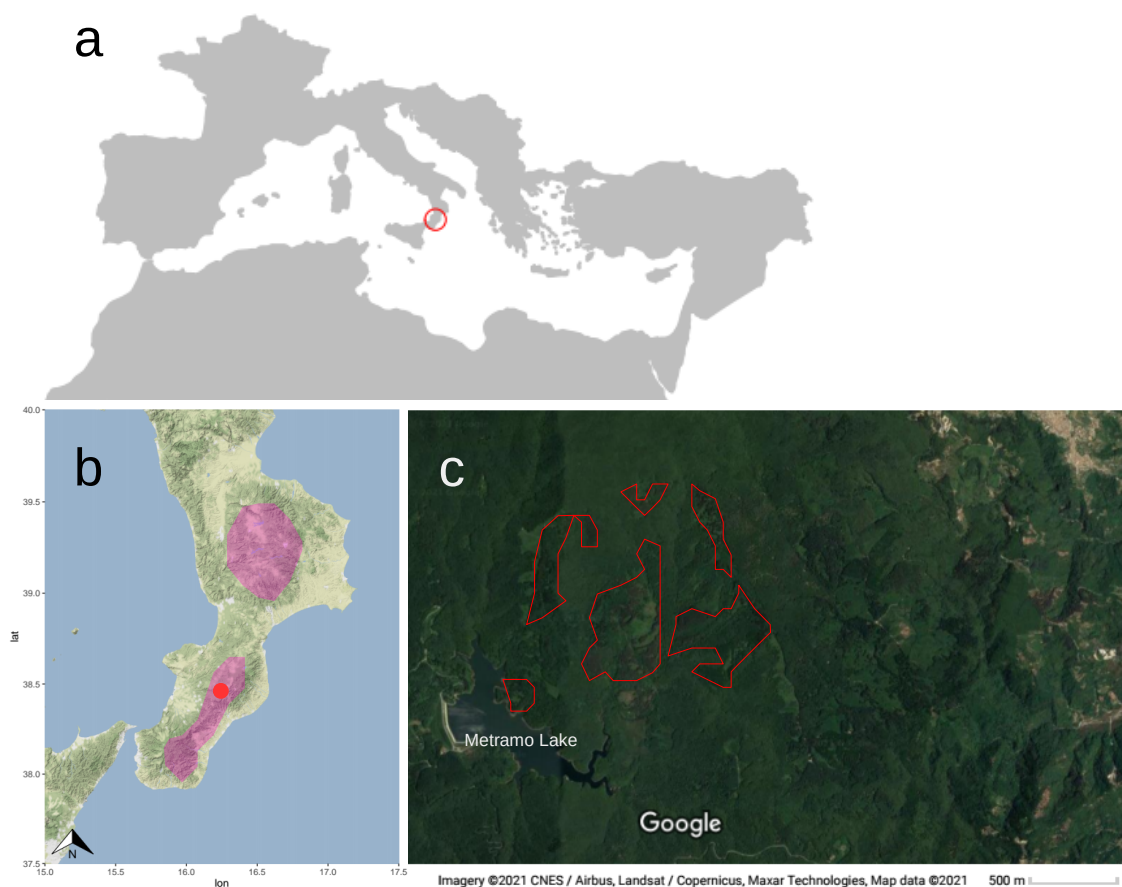 a
b
c
40.0
39.5
39.0
38.5
38.0
37.5
lat
N
15.0 15.5 16.0 16.5 17.0 17.5
lon
Metramo Lake
Google
Imagery ©2021 CNES / Airbus, Landsat / Copernicus, Maxar Technologies, Map data ©2021 500 m